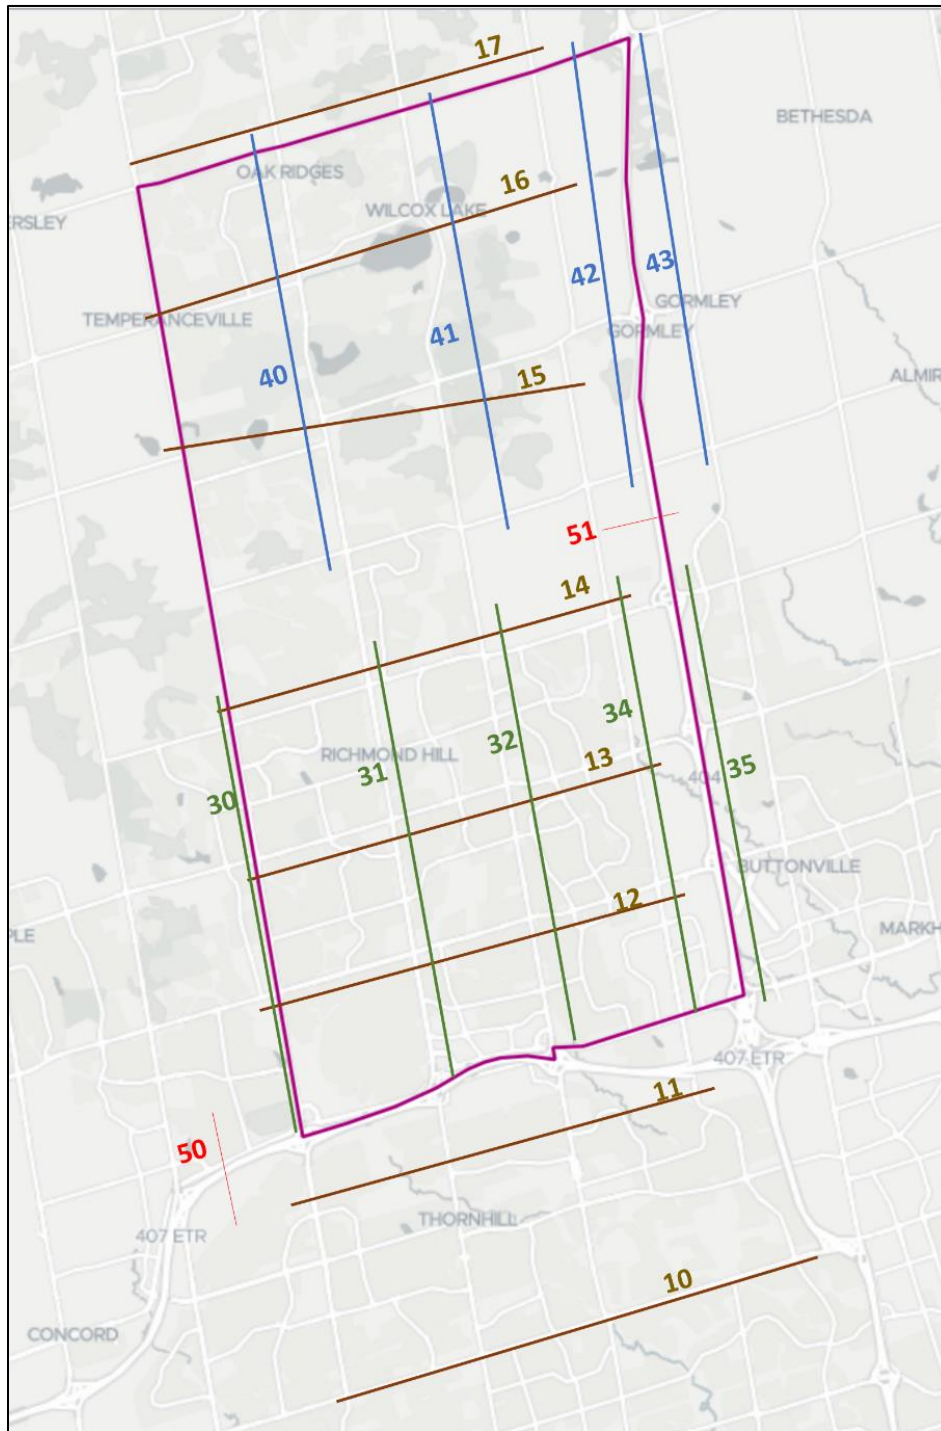 17
BETHESDA
OAK RIDGES
16
WILCOX LAKE
ERSLEY
42
43
GORMLEY
TEMPERANCEVILLE
GORMLEY
41
40
15
ALMIR
51
14
34
32
RICHMOND HILL
13
31
35
404
30
BUTTONVILLE
12
PLE
MARKH
407 ETR
11
50
THORNHILL
407 ETR
10
CONCORD